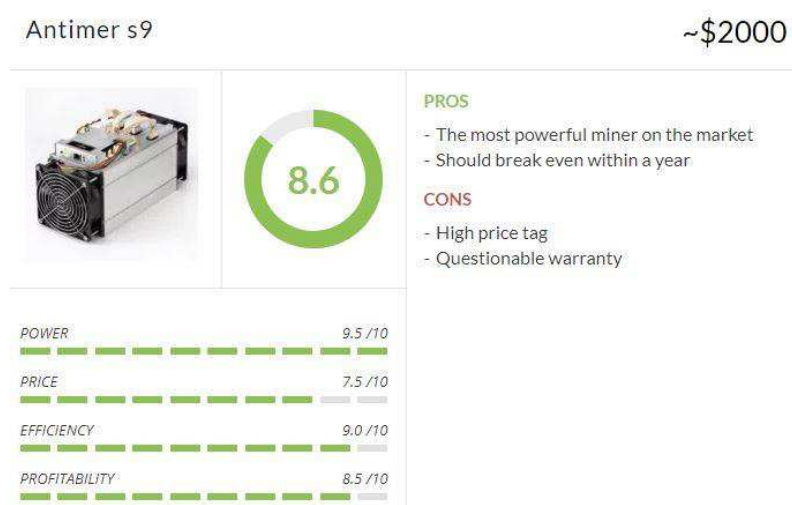 Antimer s9
~$2000
8.6
PROS
- The most powerful miner on the market
- Should break even within a year
CONS
- High price tag
- Questionable warranty
POWER 9.5 /10
PRICE 7.5 /10
EFFICIENCY 9.0 /10
PROFITABILITY 8.5 /10